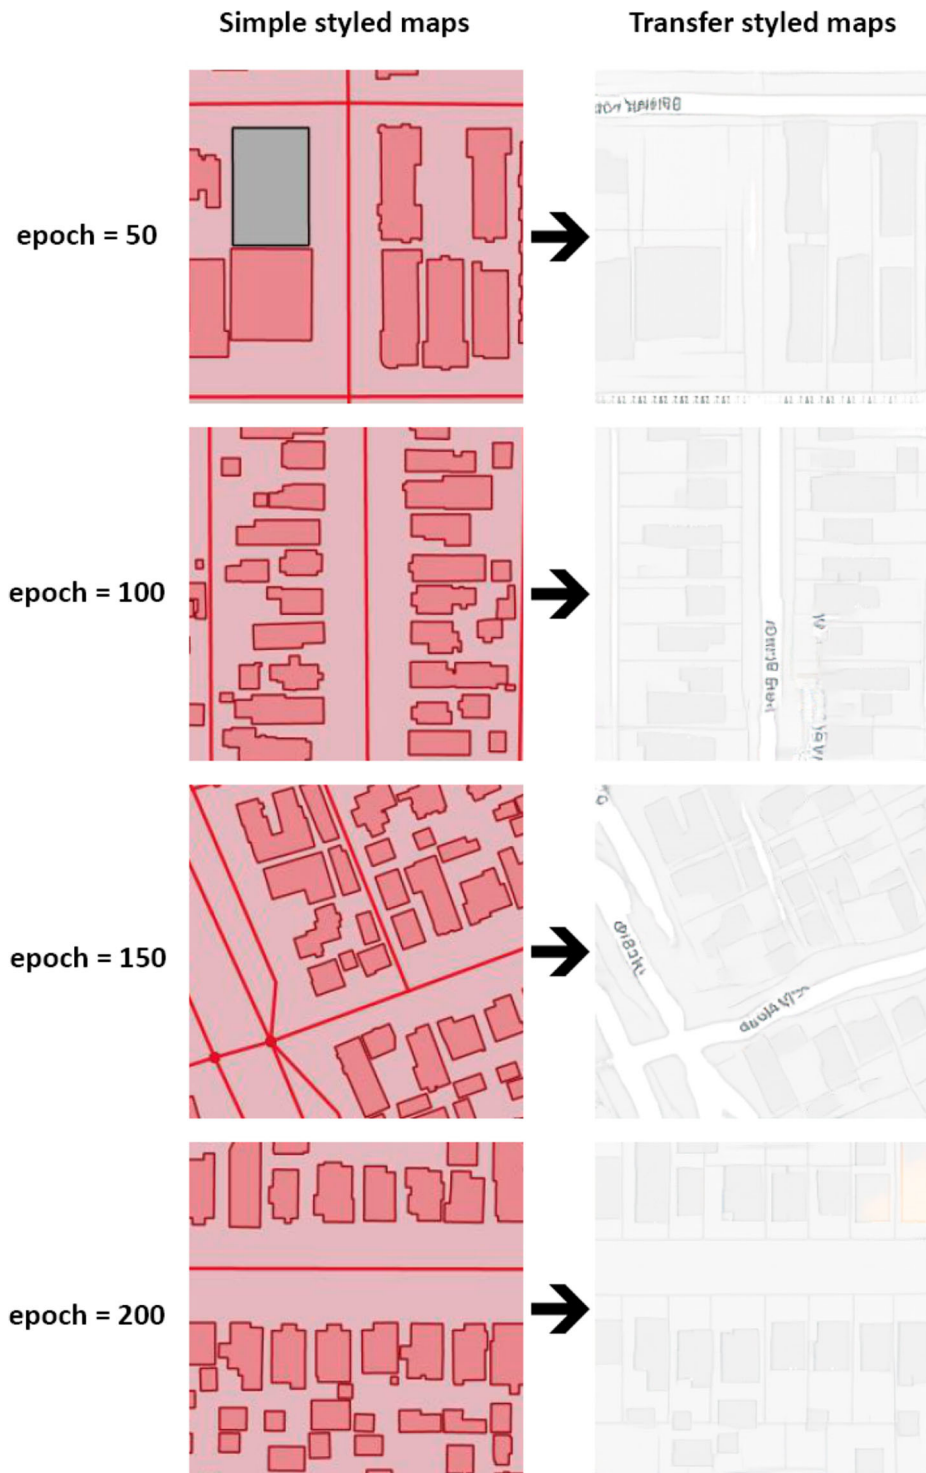 Simple styled maps
Transfer styled maps
epoch = 50
epoch = 100
epoch = 150
epoch = 200